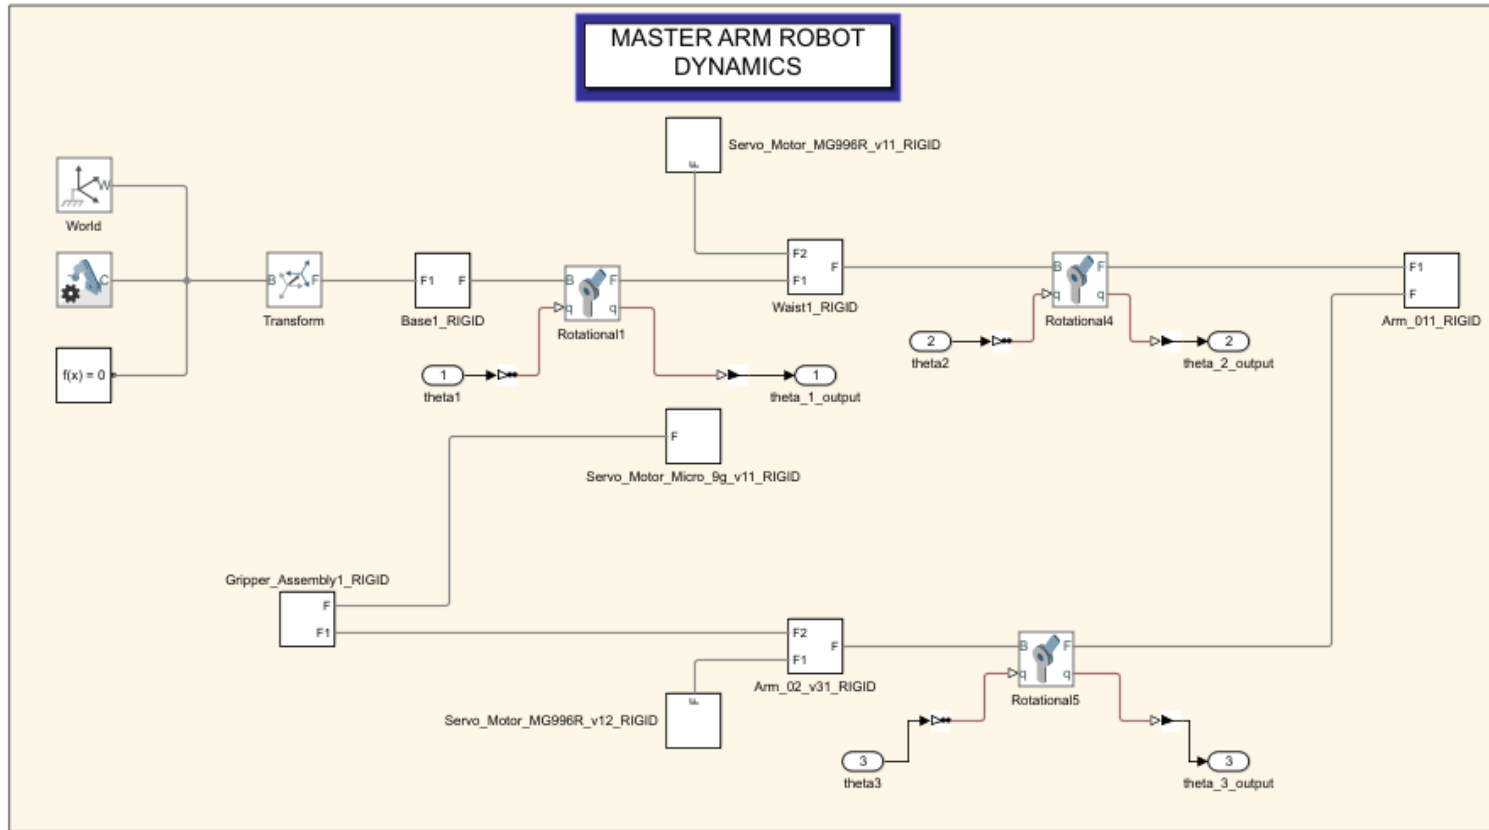 MASTER ARM ROBOT
DYNAMICS
F
Servo_Motor_MG996R_v11_RIGID
W
World
C
f(x) = 0
B F
Transform
F1 F
Base1_RIGID
B F
q q
Rotational1
F2
F
F1
Waist1_RIGID
B F
q q
Rotational4
F1
F
Arm_011_RIGID
1
theta1
1
theta_1_output
2
theta2
2
theta_2_output
F
Servo_Motor_Micro_9g_v11_RIGID
Gripper_Assembly1_RIGID
F
F1
F2
F
F1
Arm_02_v31_RIGID
B F
q q
Rotational5
F
Servo_Motor_MG996R_v12_RIGID
3
theta3
3
theta_3_output